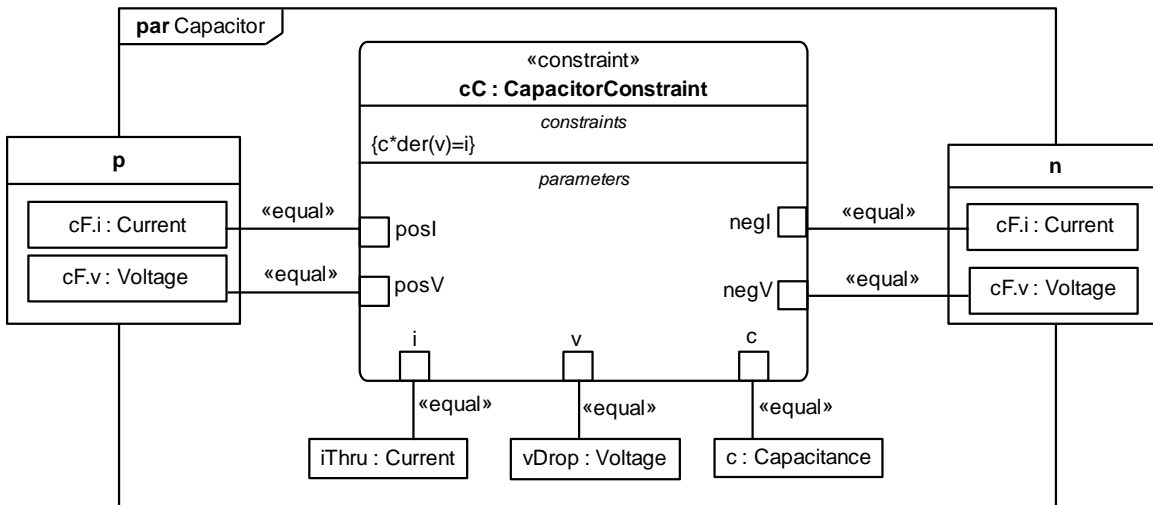 par Capacitor
«constraint»
cC : CapacitorConstraint
constraints
{c*der(v)=i}
parameters
p
cF.i : Current
cF.v : Voltage
«equal»
«equal»
posI
posV
negI
negV
«equal»
«equal»
n
cF.i : Current
cF.v : Voltage
i
v
c
«equal»
«equal»
«equal»
iThru : Current
vDrop : Voltage
c : Capacitance